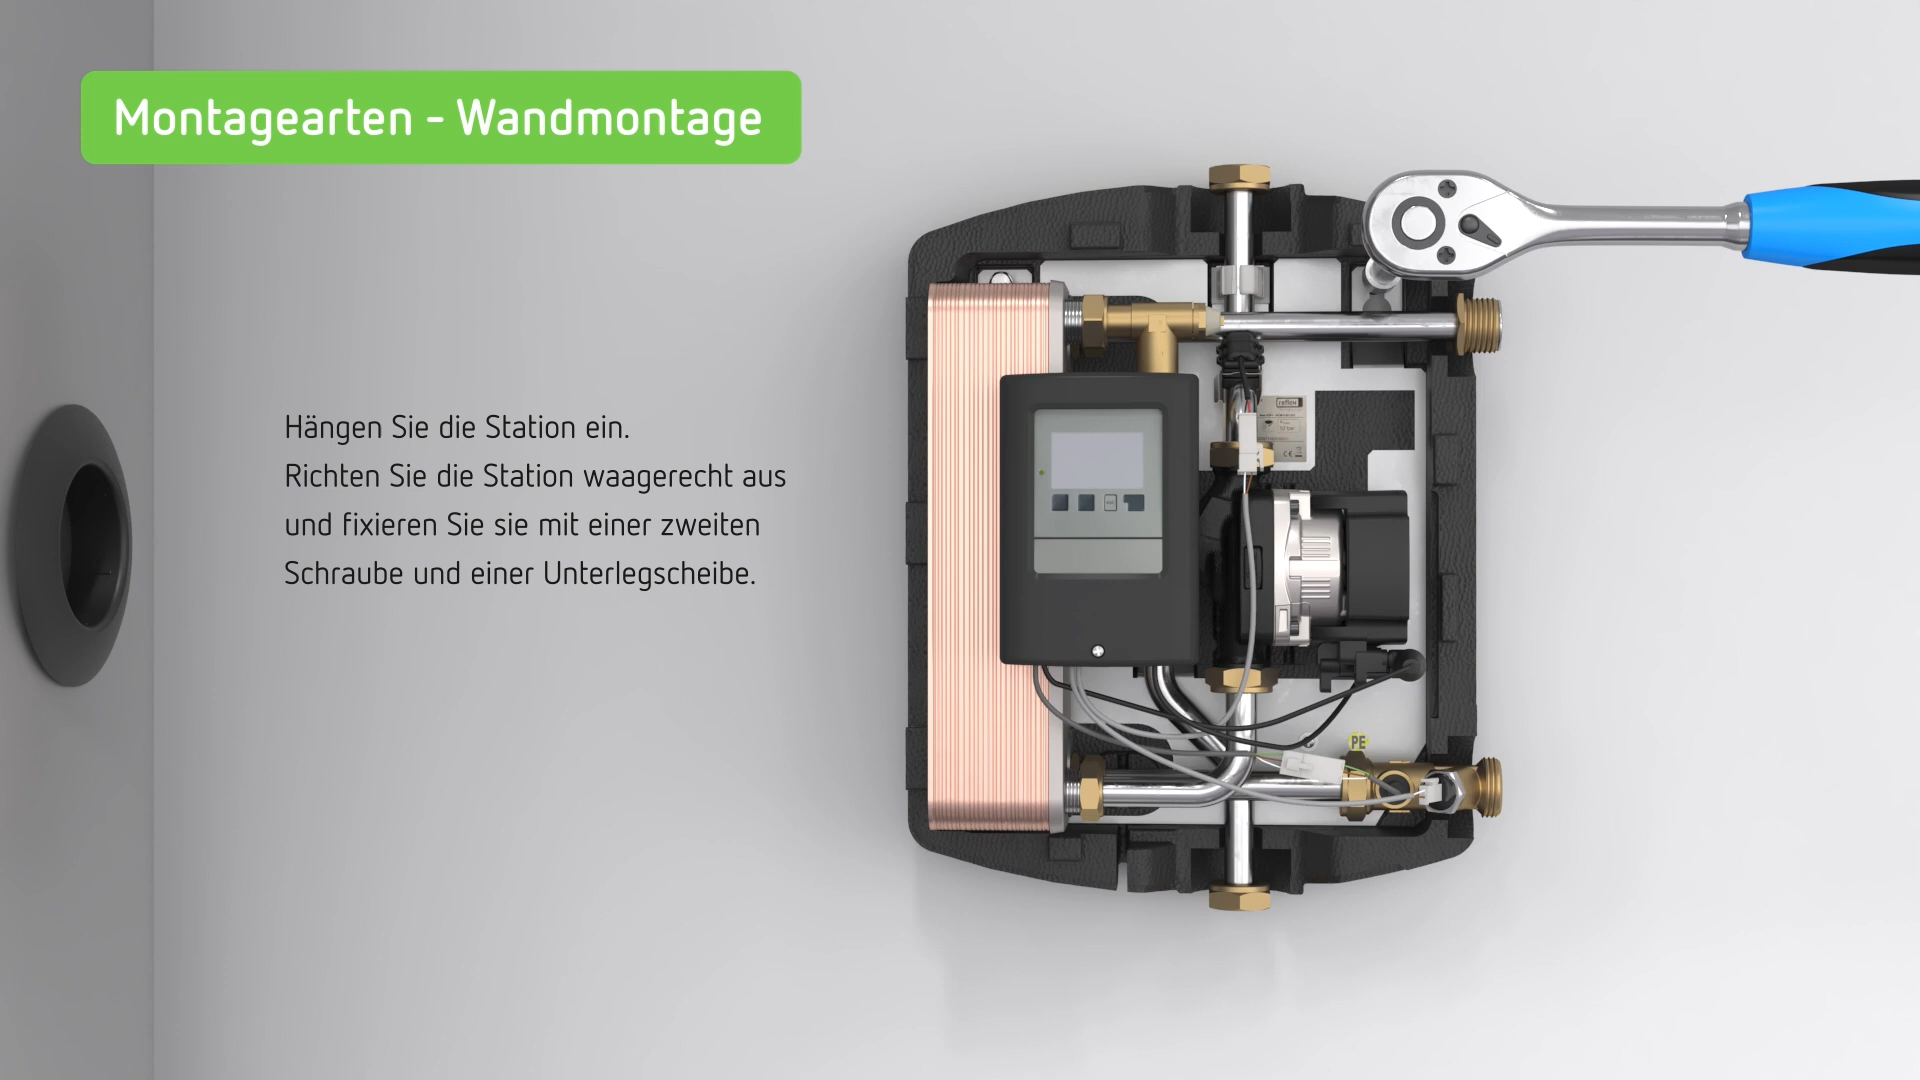 Montagearten - Wandmontage
Hängen Sie die Station ein.
Richten Sie die Station waagerecht aus
und fixieren Sie sie mit einer zweiten
Schraube und einer Unterlegscheibe.
reflex
PE